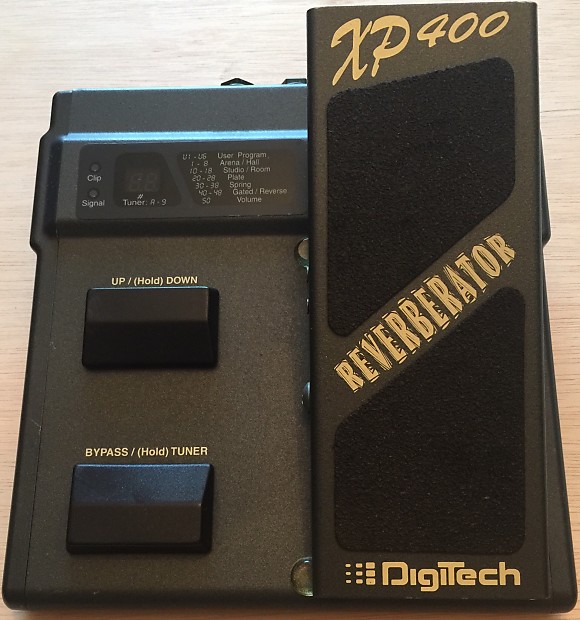 XP400
U1 - U6 User Program
1 - 8 Arena / Hall
10 - 18 Studio / Room
20 - 28 Plate
30 - 38 Spring
40 - 48 Gated / Reverse
50 Volume
Clip
Signal
#
Tuner: A - 9
UP / (Hold) DOWN
REVERBERATOR
BYPASS / (Hold) TUNER
DigiTech